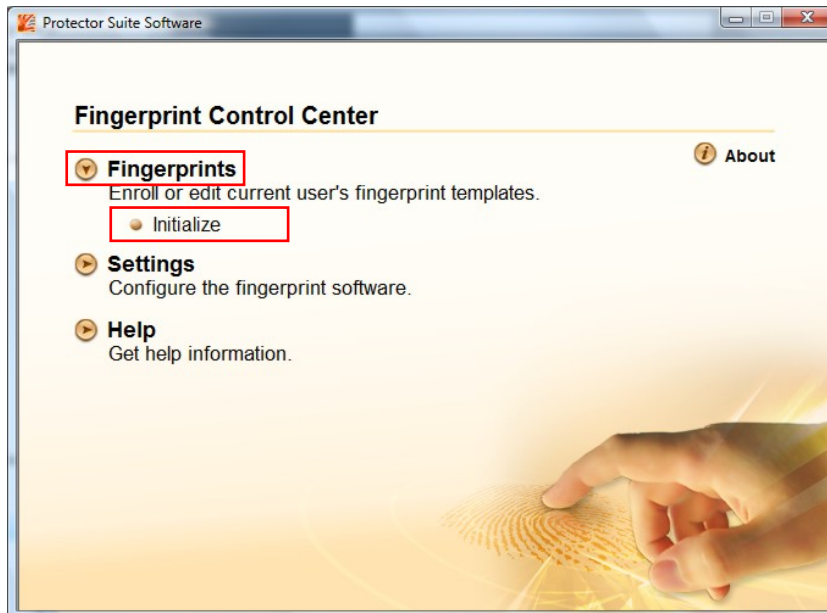 Protector Suite Software
Fingerprint Control Center
About
Fingerprints
Enroll or edit current user's fingerprint templates.
Initialize
Settings
Configure the fingerprint software.
Help
Get help information.